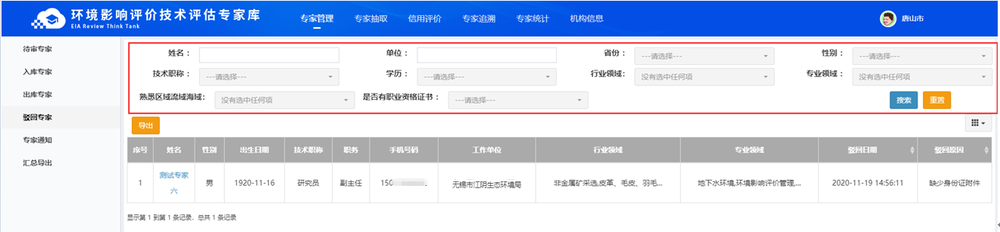 环境影响评价技术评估专家库
EIA Review Think Tank
专家管理 专家抽取 信用评价 专家追溯 专家统计 机构信息 唐山市
待审专家
入库专家
出库专家
驳回专家
专家通知
汇总导出
姓名： 单位： 省份： ---请选择--- 性别： ---请选择---
技术职称： ---请选择--- 学历： ---请选择--- 行业领域： 没有选中任何项 专业领域： 没有选中任何项
熟悉区域流域海域： 没有选中任何项 是否有职业资格证书： ---请选择--- 搜索 重置
导出
序号 姓名 性别 出生日期 技术职称 职务 手机号码 工作单位 行业领域 专业领域 驳回日期 驳回原因
1 测试专家六 男 1920-11-16 研究员 副主任 150 无锡市江阴生态环境局 非金属矿采选,皮革、毛皮、羽毛... 地下水环境,环境影响评价管理,... 2020-11-19 14:56:11 缺少身份证附件
显示第 1 到第 1 条记录，总共 1 条记录